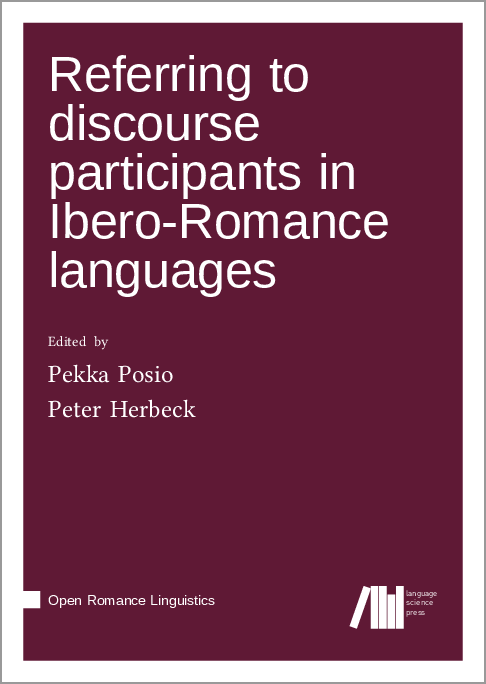 Referring to
discourse
participants in
Ibero-Romance
languages
Edited by
Pekka Posio
Peter Herbeck
Open Romance Linguistics
language
science
press